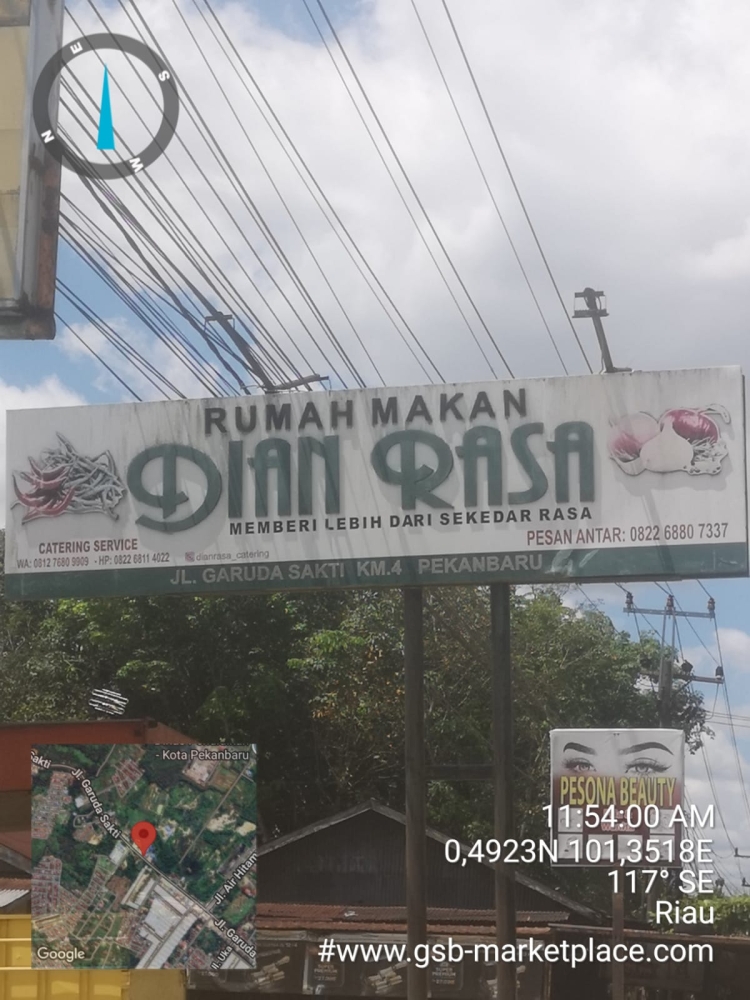 E
S
N
W
RUMAH MAKAN
DIAN RASA
MEMBERI LEBIH DARI SEKEDAR RASA
CATERING SERVICE
WA: 0812 7680 9909 - HP: 0822 6811 4022
dianrasa_catering
PESAN ANTAR: 0822 6880 7337
JL. GARUDA SAKTI KM.4 PEKANBARU
PESONA BEAUTY
Kota Pekanbaru
Jl. Garuda Sakti
Jl. Air Hitam
Jl. Garuda
Google
11:54:00 AM
0,4923N 101,3518E
117° SE
Riau
#www.gsb-marketplace.com